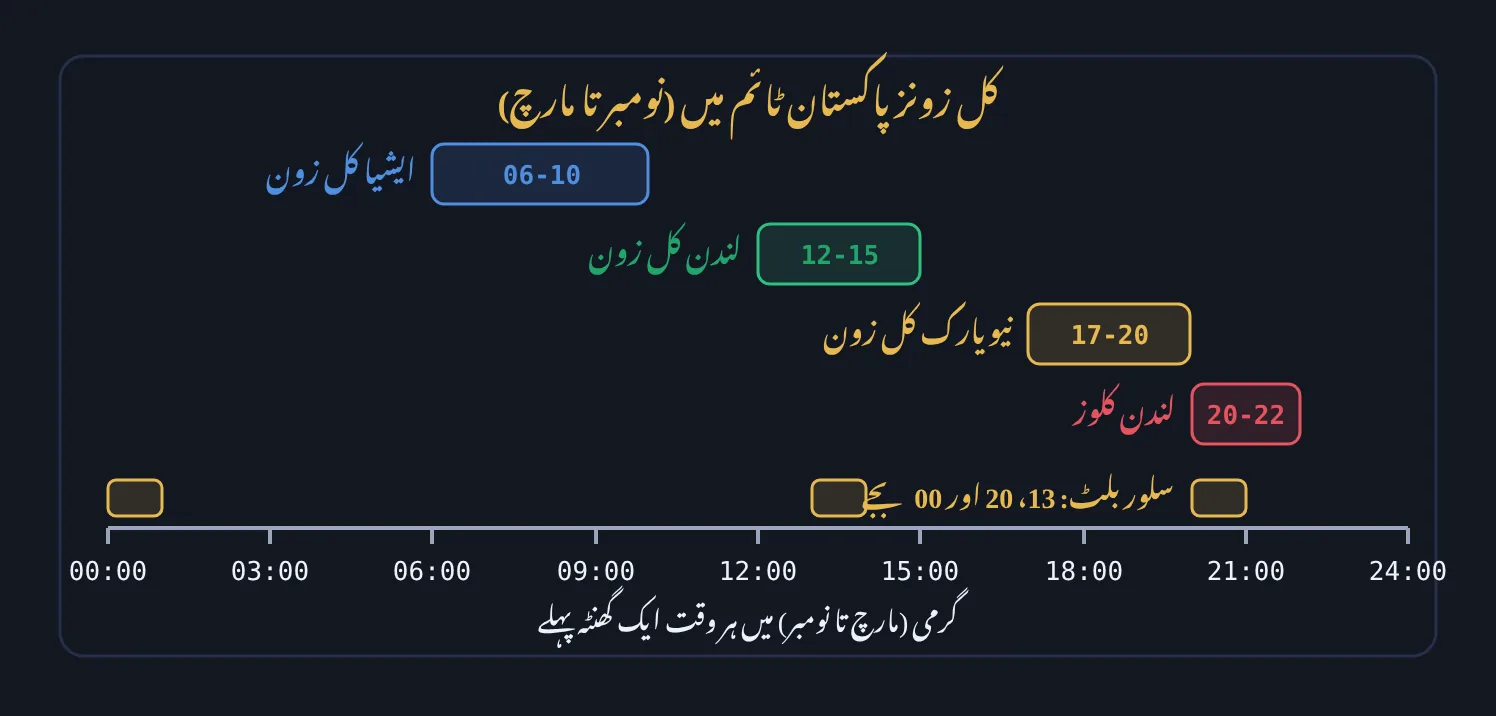 کل زونز پاکستان ٹائم میں (نومبر تا مارچ)
ایشیا کل زون
06-10
لندن کل زون
12-15
نیویارک کل زون
17-20
لندن کلوز
20-22
سلور بلٹ: 13، 20 اور 00 بجے
00:00 03:00 06:00 09:00 12:00 15:00 18:00 21:00 24:00
گرمی (مارچ تا نومبر) میں ہر وقت ایک گھنٹہ پہلے